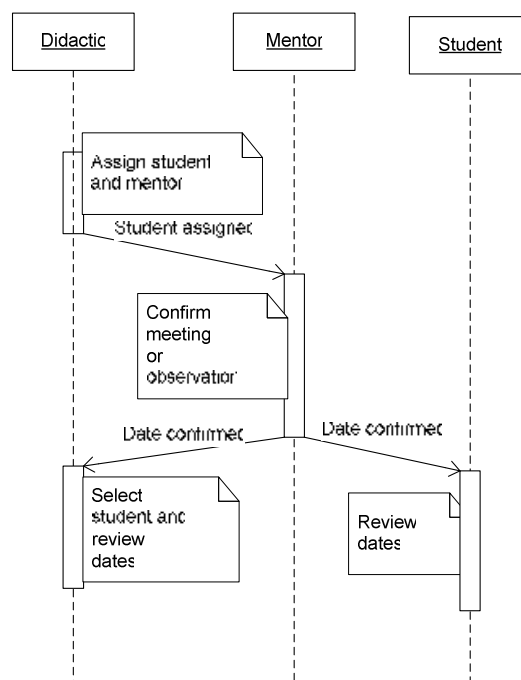 Didactic
Mentor
Student
Assign student
and mentor
Student assigned
Confirm
meeting
or
observation
Date confirmed
Date confirmed
Select
student and
review
dates
Review
dates